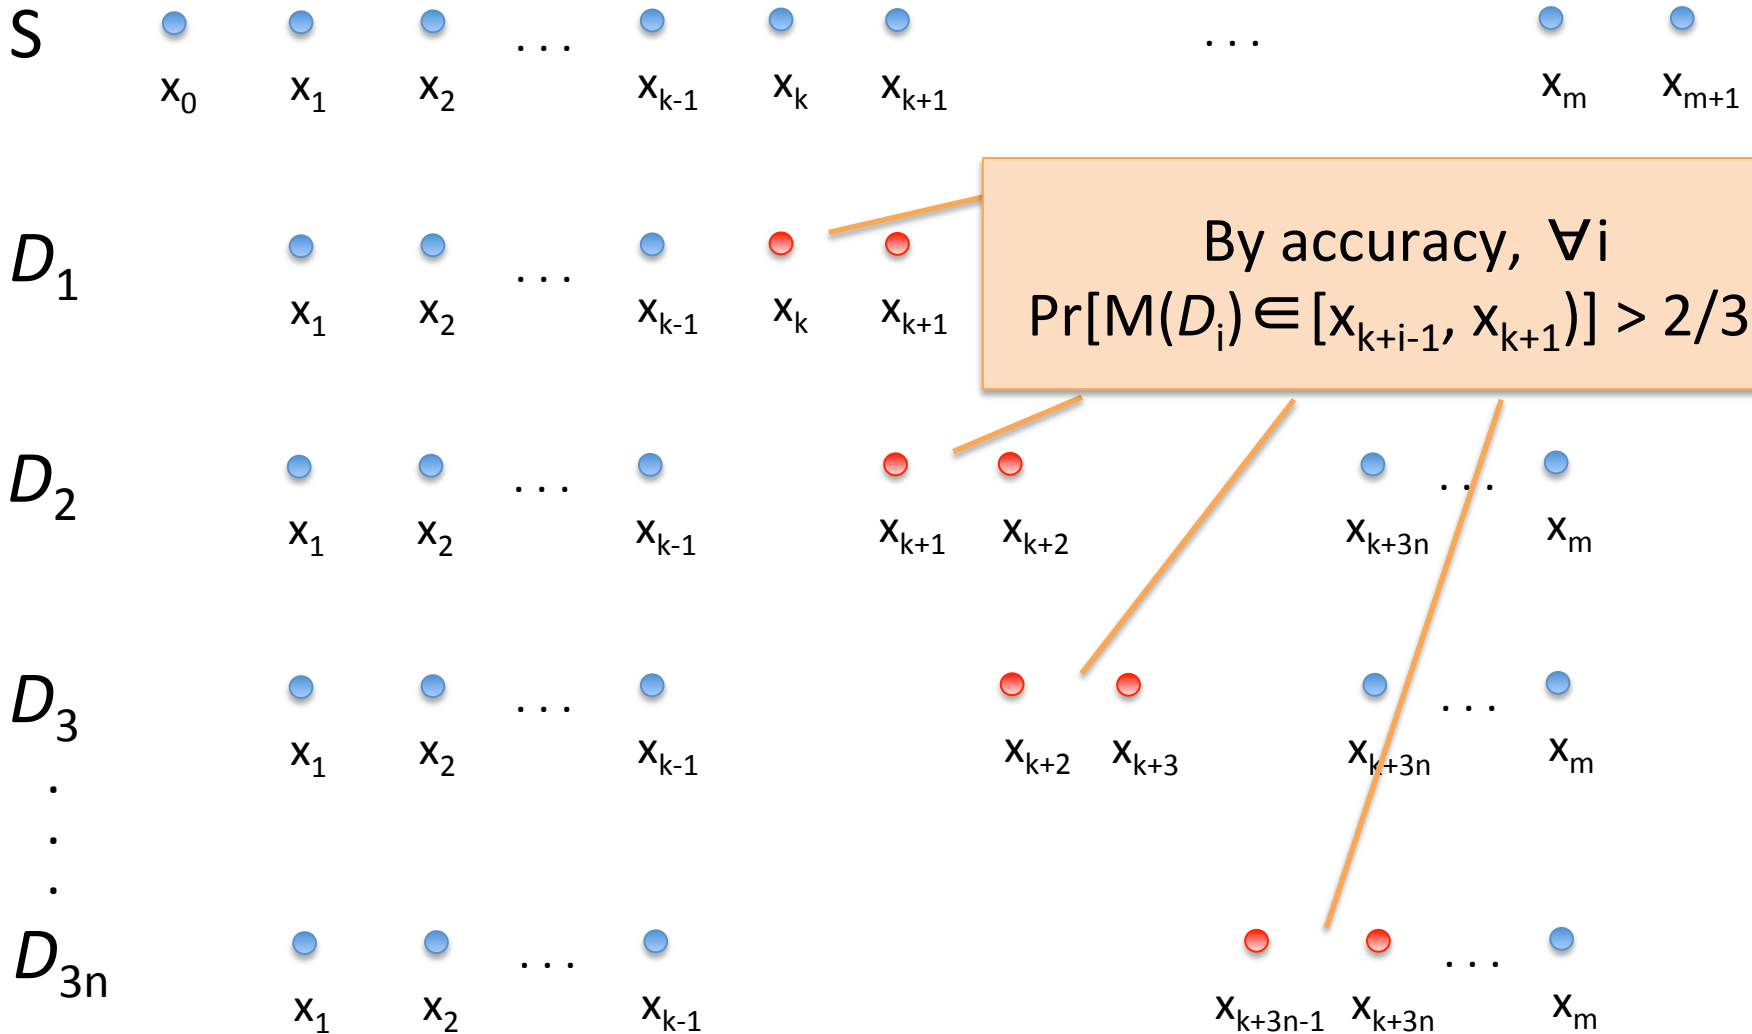 S
. . . . . .
x0 x1 x2 xk-1 xk xk+1 xm xm+1
By accuracy, ∀i
Pr[M(Di)∈[xk+i-1, xk+1)] > 2/3
D1 . . .
x1 x2 xk-1 xk xk+1
D2 . . . . . .
x1 x2 xk-1 xk+1 xk+2 xk+3n xm
D3 . . . . . .
x1 x2 xk-1 xk+2 xk+3 xk+3n xm
.
.
.
D3n . . . . . .
x1 x2 xk-1 xk+3n-1 xk+3n xm